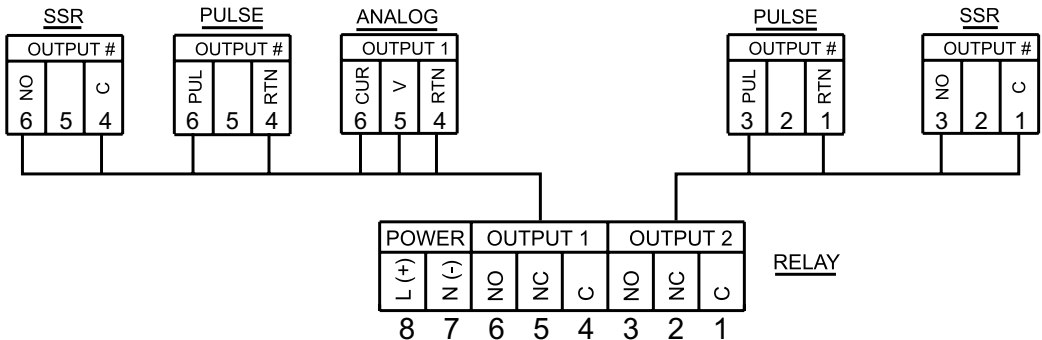 SSR PULSE ANALOG PULSE SSR
OUTPUT # OUTPUT # OUTPUT 1 OUTPUT # OUTPUT #
NO C PUL RTN CUR V RTN PUL RTN NO C
6 5 4 6 5 4 6 5 4 3 2 1 3 2 1
POWER OUTPUT 1 OUTPUT 2
RELAY
L (+) N (-) NO NC C NO NC C
8 7 6 5 4 3 2 1